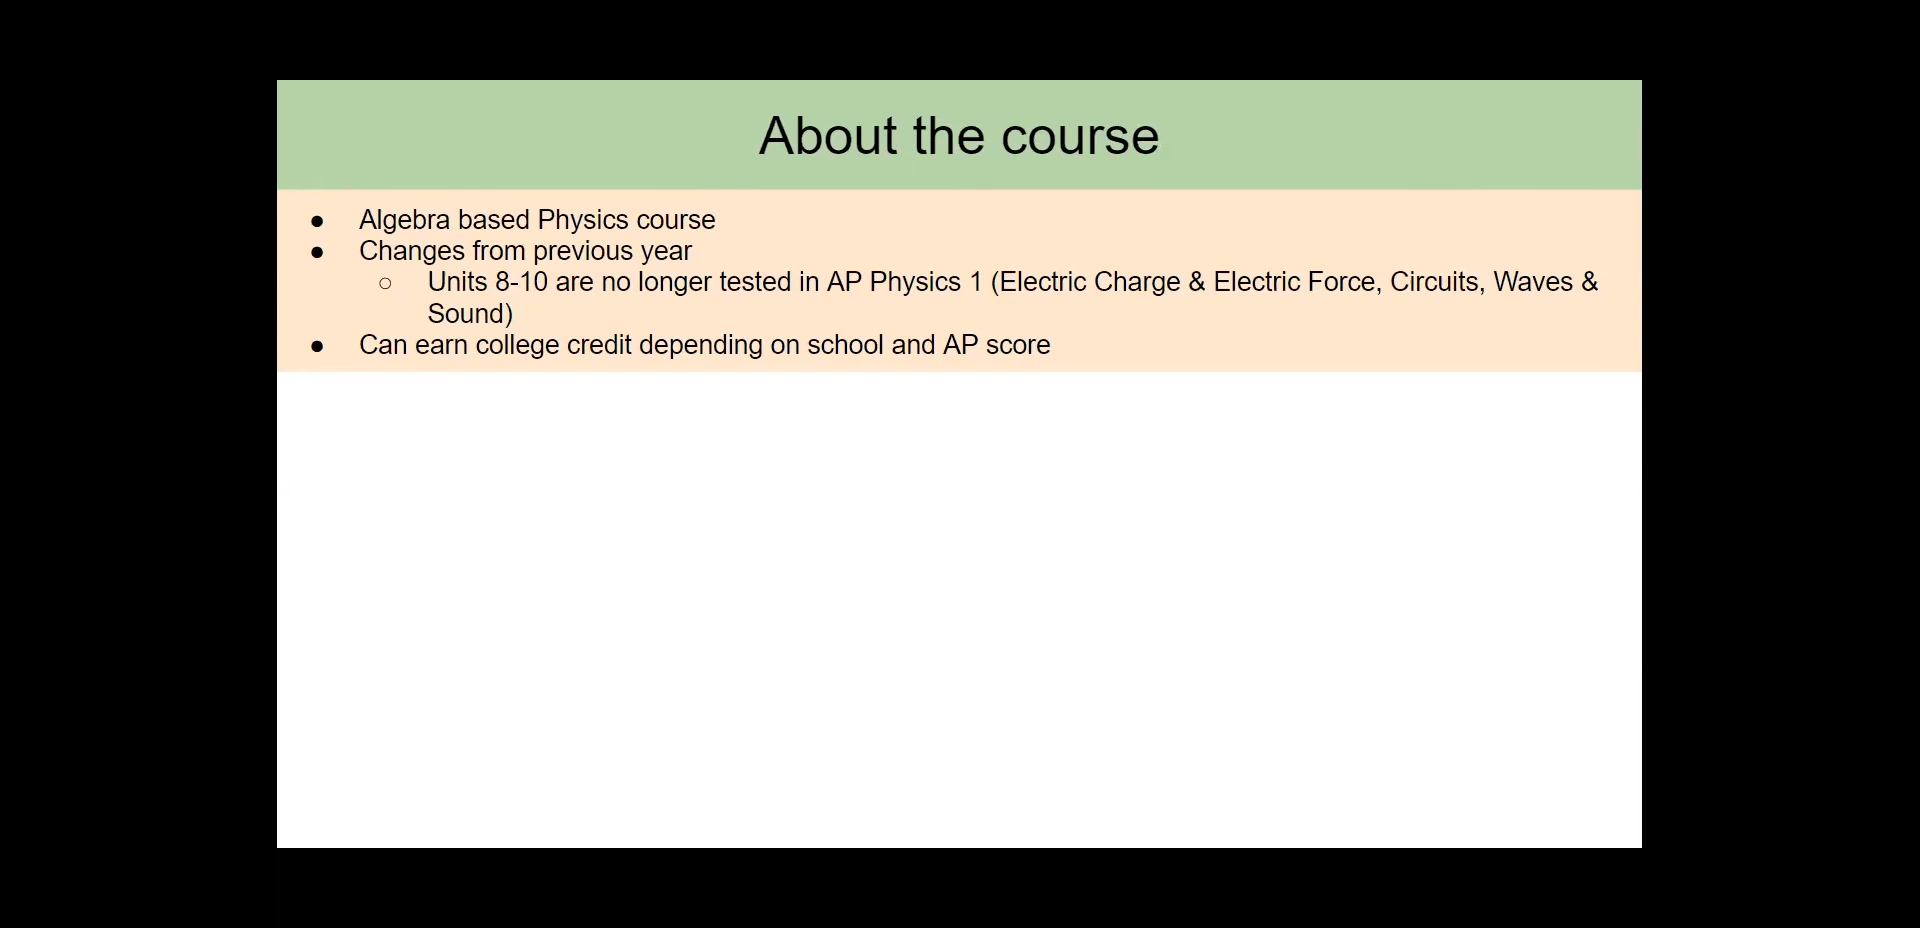 About the course
● Algebra based Physics course
● Changes from previous year
○ Units 8-10 are no longer tested in AP Physics 1 (Electric Charge & Electric Force, Circuits, Waves &
Sound)
● Can earn college credit depending on school and AP score